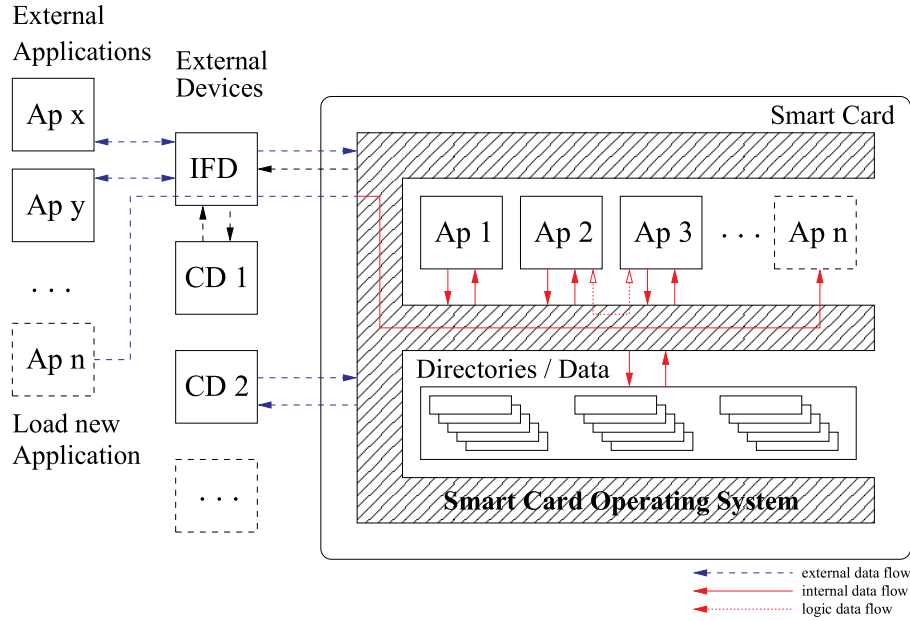 External
Applications
Ap x
Ap y
. . .
Ap n
Load new
Application
External
Devices
IFD
CD 1
CD 2
. . .
Smart Card
Ap 1
Ap 2
Ap 3
. . .
Ap n
Directories / Data
Smart Card Operating System
external data flow
internal data flow
logic data flow